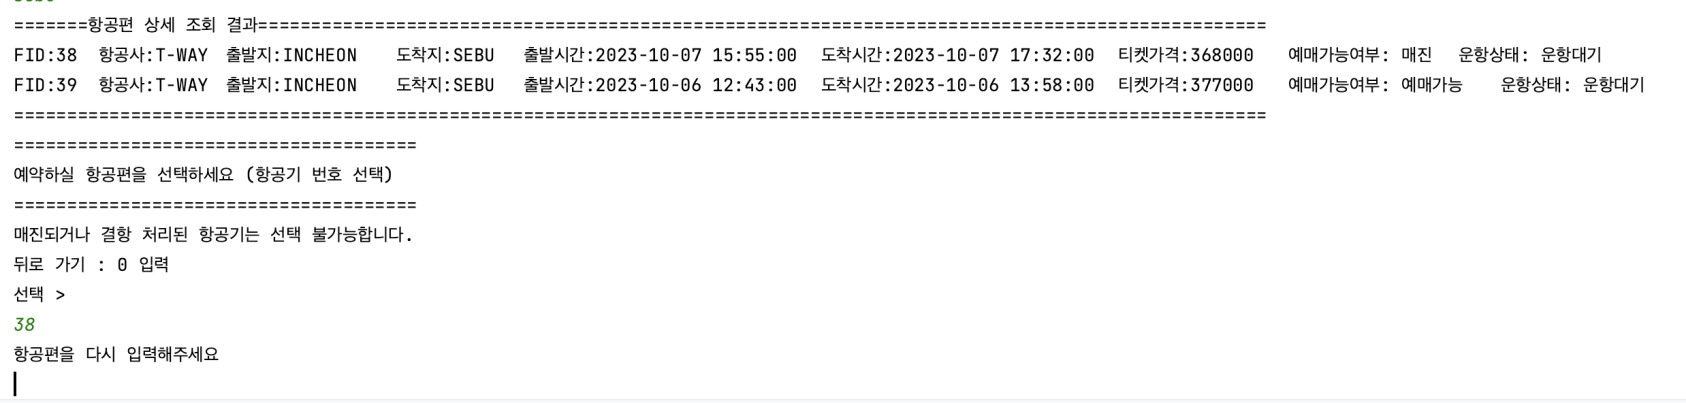 =======항공편 상세 조회 결과===============================================================================================
FID:38  항공사:T-WAY  출발지:INCHEON    도착지:SEBU   출발시간:2023-10-07 15:55:00  도착시간:2023-10-07 17:32:00  티켓가격:368000   예매가능여부: 매진  운항상태: 운항대기
FID:39  항공사:T-WAY  출발지:INCHEON    도착지:SEBU   출발시간:2023-10-06 12:43:00  도착시간:2023-10-06 13:58:00  티켓가격:377000   예매가능여부: 예매가능   운항상태: 운항대기
======================================================================================================================
======================================
예약하실 항공편을 선택하세요 (항공기 번호 선택)
======================================
매진되거나 결항 처리된 항공기는 선택 불가능합니다.
뒤로 가기 : 0 입력
선택 >
38
항공편을 다시 입력해주세요